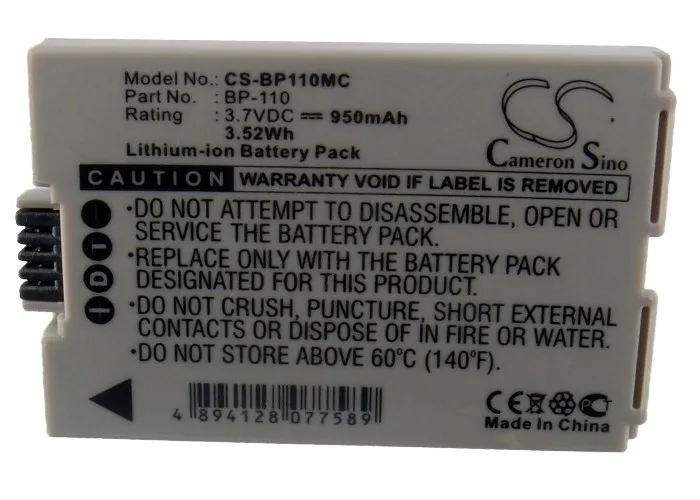 Model No.: CS-BP110MC
Part No. : BP-110
Rating : 3.7VDC ⎓ 950mAh
3.52Wh
Lithium-ion Battery Pack
CS
Cameron Sino
CAUTION WARRANTY VOID IF LABEL IS REMOVED
•DO NOT ATTEMPT TO DISASSEMBLE, OPEN OR
SERVICE THE BATTERY PACK.
•REPLACE ONLY WITH THE BATTERY PACK
DESIGNATED FOR THIS PRODUCT.
•DO NOT CRUSH, PUNCTURE, SHORT EXTERNAL
CONTACTS OR DISPOSE OF IN FIRE OR WATER.
•DO NOT STORE ABOVE 60°C (140°F).
- T D +
4 894128 077589
CE PCT
Made In China